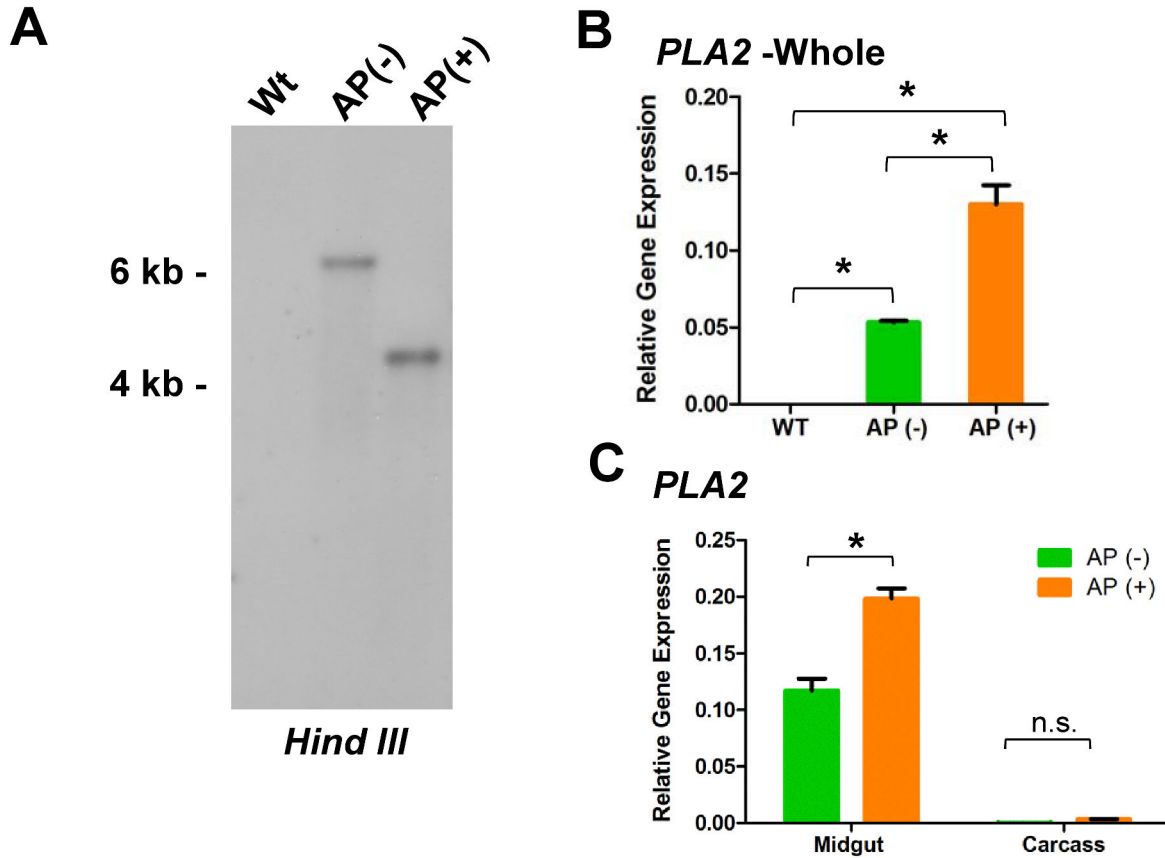 A
Wt
AP(-)
AP(+)
6 kb -
4 kb -
Hind III
B
PLA2 -Whole
Relative Gene Expression
0.20
0.15
0.10
0.05
0.00
*
*
*
WT
AP (-)
AP (+)
C
PLA2
Relative Gene Expression
0.25
0.20
0.15
0.10
0.05
0.00
*
n.s.
AP (-)
AP (+)
Midgut
Carcass